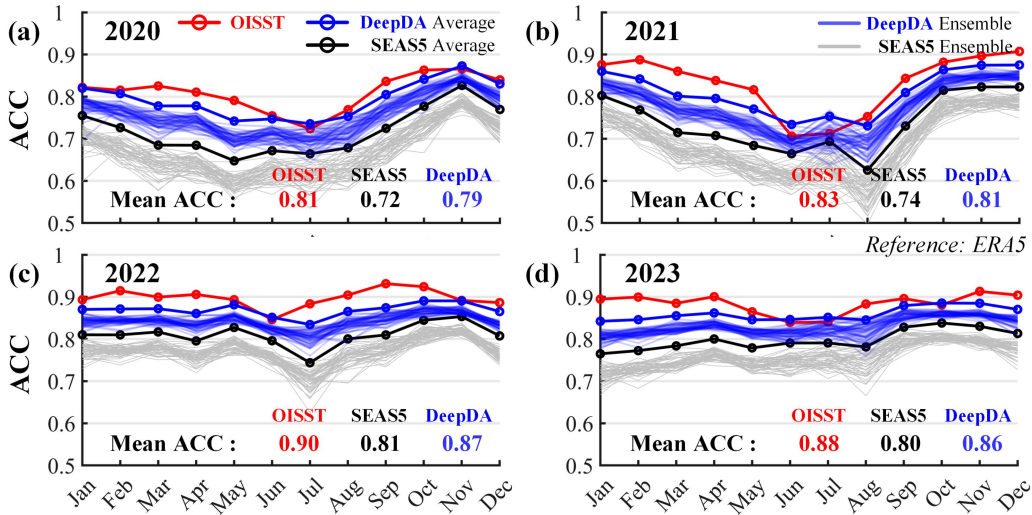 (a) 2020 OISST DeepDA Average
SEAS5 Average
(b) 2021 DeepDA Ensemble
SEAS5 Ensemble
ACC
1
0.9
0.8
0.7
0.6
0.5
OISST SEAS5 DeepDA
Mean ACC : 0.81 0.72 0.79
1
0.9
0.8
0.7
0.6
0.5
OISST SEAS5 DeepDA
Mean ACC : 0.83 0.74 0.81
Reference: ERA5
(c) 2022
ACC
1
0.9
0.8
0.7
0.6
0.5
OISST SEAS5 DeepDA
Mean ACC : 0.90 0.81 0.87
Jan Feb Mar Apr May Jun Jul Aug Sep Oct Nov Dec
(d) 2023
1
0.9
0.8
0.7
0.6
0.5
OISST SEAS5 DeepDA
Mean ACC : 0.88 0.80 0.86
Jan Feb Mar Apr May Jun Jul Aug Sep Oct Nov Dec